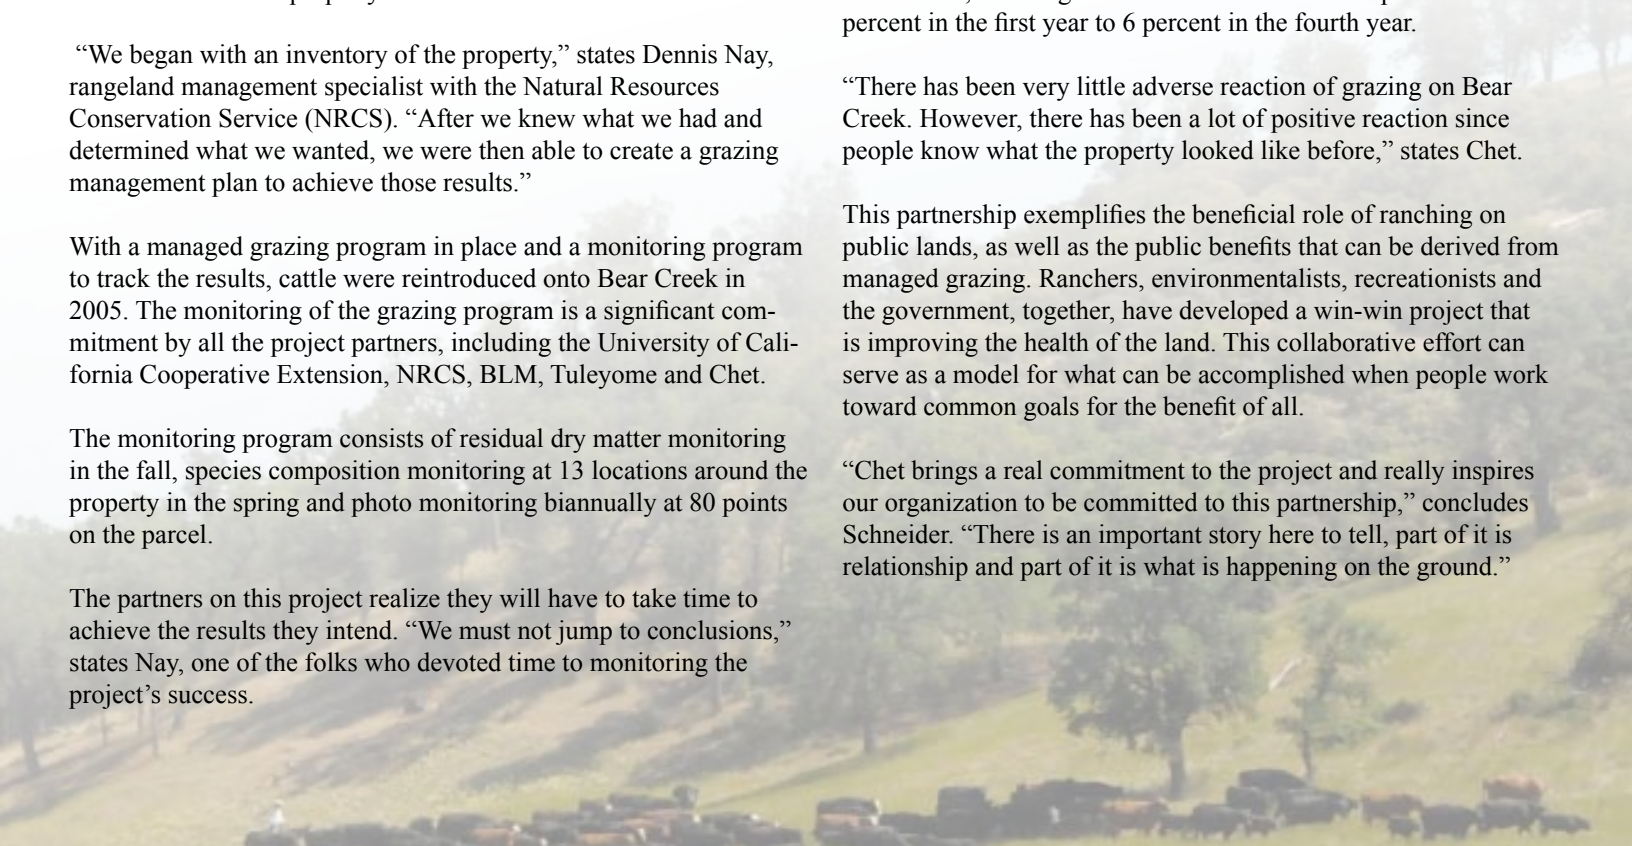 “We began with an inventory of the property,” states Dennis Nay,
rangeland management specialist with the Natural Resources
Conservation Service (NRCS). “After we knew what we had and
determined what we wanted, we were then able to create a grazing
management plan to achieve those results.”
With a managed grazing program in place and a monitoring program
to track the results, cattle were reintroduced onto Bear Creek in
2005. The monitoring of the grazing program is a significant com-
mitment by all the project partners, including the University of Cali-
fornia Cooperative Extension, NRCS, BLM, Tuleyome and Chet.
The monitoring program consists of residual dry matter monitoring
in the fall, species composition monitoring at 13 locations around the
property in the spring and photo monitoring biannually at 80 points
on the parcel.
The partners on this project realize they will have to take time to
achieve the results they intend. “We must not jump to conclusions,”
states Nay, one of the folks who devoted time to monitoring the
project’s success.
percent in the first year to 6 percent in the fourth year.
“There has been very little adverse reaction of grazing on Bear
Creek. However, there has been a lot of positive reaction since
people know what the property looked like before,” states Chet.
This partnership exemplifies the beneficial role of ranching on
public lands, as well as the public benefits that can be derived from
managed grazing. Ranchers, environmentalists, recreationists and
the government, together, have developed a win-win project that
is improving the health of the land. This collaborative effort can
serve as a model for what can be accomplished when people work
toward common goals for the benefit of all.
“Chet brings a real commitment to the project and really inspires
our organization to be committed to this partnership,” concludes
Schneider. “There is an important story here to tell, part of it is
relationship and part of it is what is happening on the ground.”